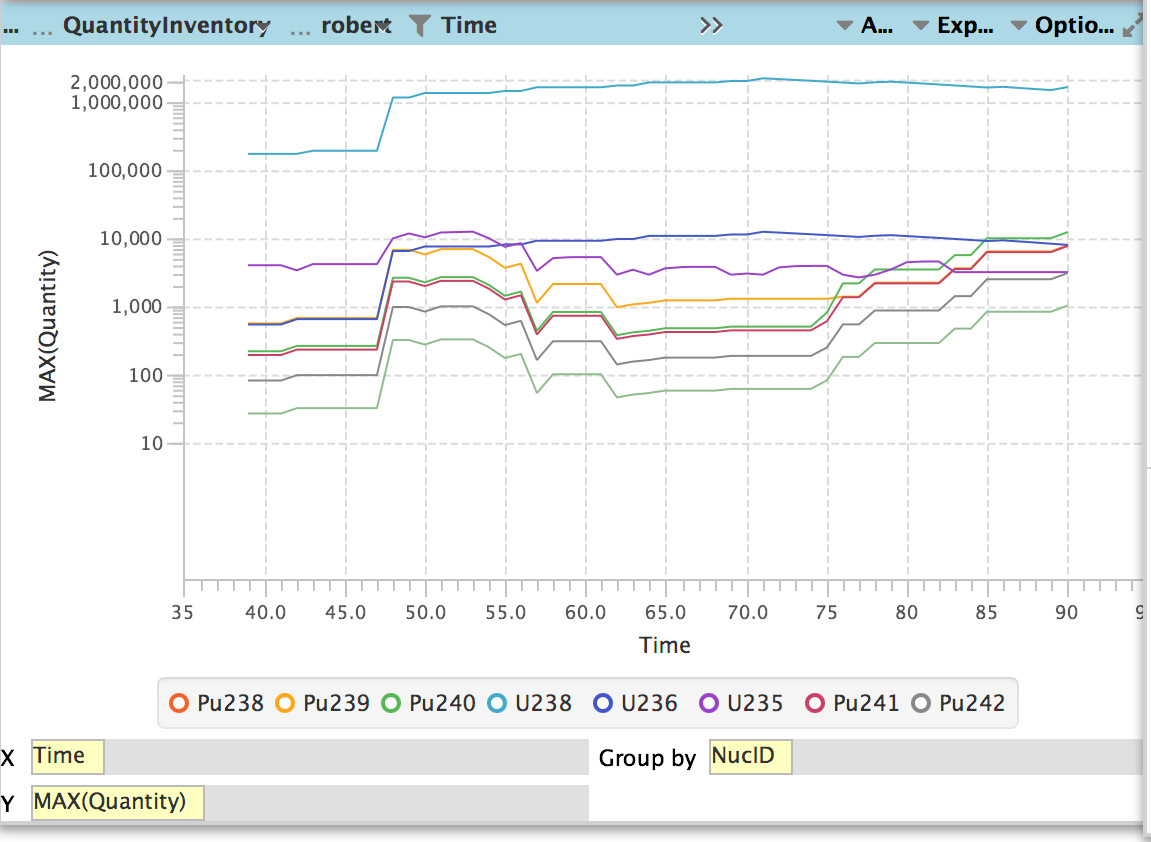 ... ... QuantityInventory ... robert Time >> A... Exp... Optio...
2,000,000
1,000,000
100,000
10,000
1,000
100
10
MAX(Quantity)
35 40.0 45.0 50.0 55.0 60.0 65.0 70.0 75 80 85 90 9
Time
Pu238 Pu239 Pu240 U238 U236 U235 Pu241 Pu242
X Time Group by NucID
Y MAX(Quantity)